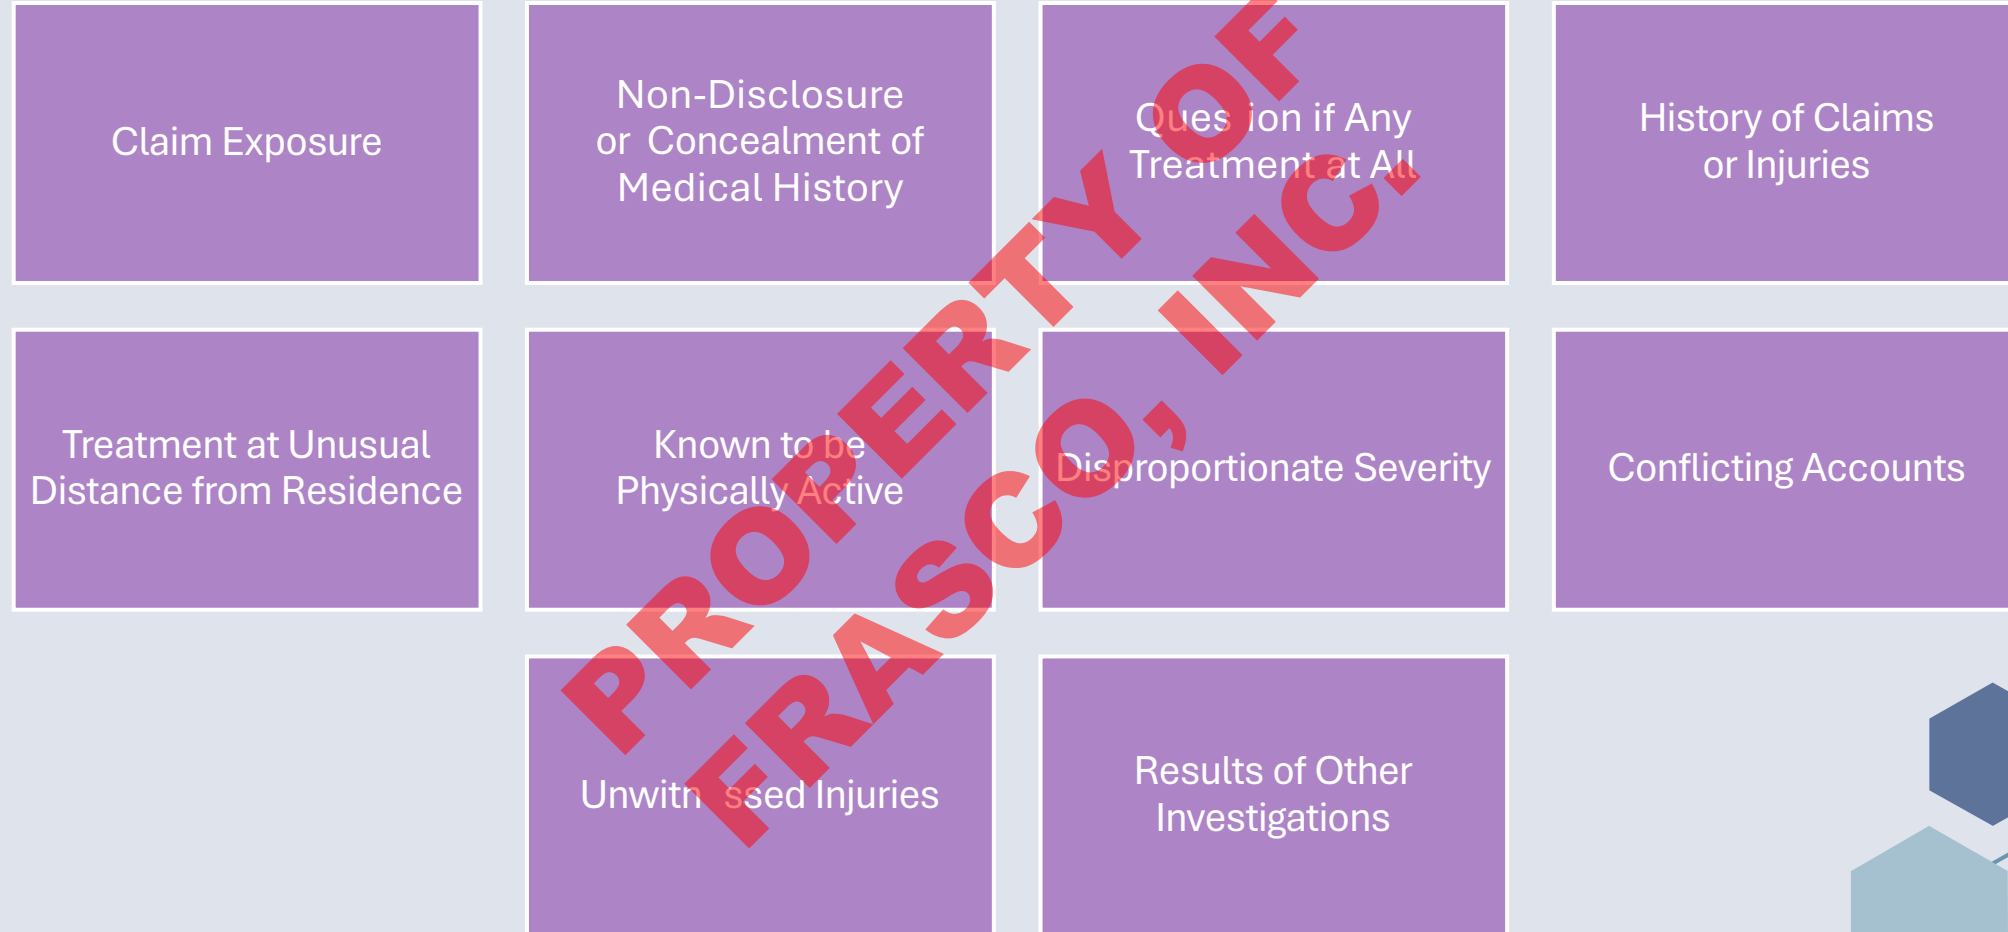 Claim Exposure
Non-Disclosure
or Concealment of
Medical History
Question if Any
Treatment at All
History of Claims
or Injuries
Treatment at Unusual
Distance from Residence
Known to be
Physically Active
Disproportionate Severity
Conflicting Accounts
Unwitnessed Injuries
Results of Other
Investigations
PROPERTY OF
FRASCO, INC.